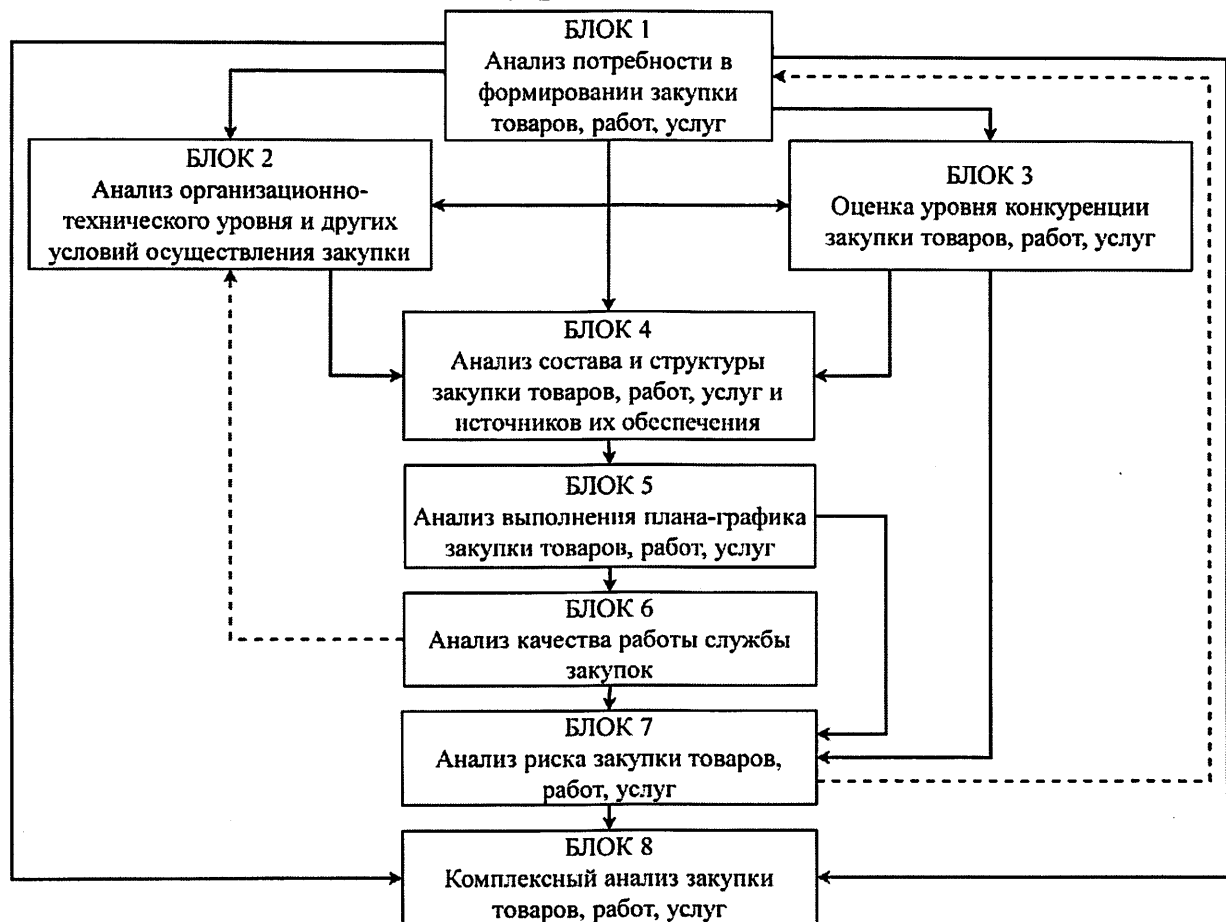 БЛОК 1
Анализ потребности в
формировании закупки
товаров, работ, услуг
БЛОК 2
Анализ организационно-
технического уровня и других
условий осуществления закупки
БЛОК 3
Оценка уровня конкуренции
закупки товаров, работ, услуг
БЛОК 4
Анализ состава и структуры
закупки товаров, работ, услуг и
источников их обеспечения
БЛОК 5
Анализ выполнения плана-графика
закупки товаров, работ, услуг
БЛОК 6
Анализ качества работы службы
закупок
БЛОК 7
Анализ риска закупки товаров,
работ, услуг
БЛОК 8
Комплексный анализ закупки
товаров, работ, услуг